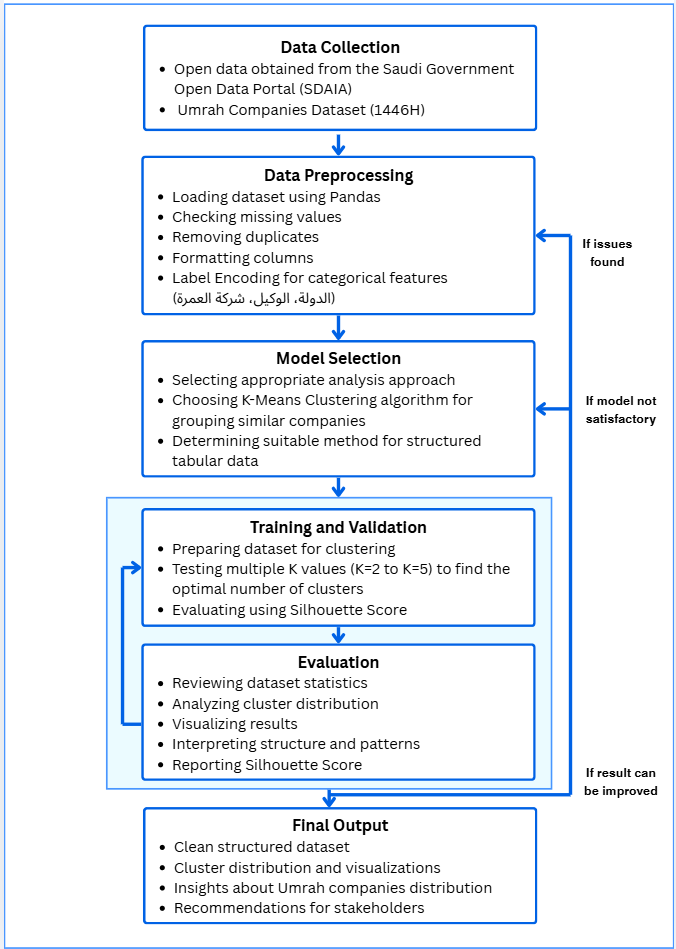 Data Collection
• Open data obtained from the Saudi Government
Open Data Portal (SDAIA)
• Umrah Companies Dataset (1446H)
Data Preprocessing
• Loading dataset using Pandas
• Checking missing values
• Removing duplicates
• Formatting columns
• Label Encoding for categorical features
(الدولة، الوكيل، شركة العمرة)
If issues
found
Model Selection
• Selecting appropriate analysis approach
• Choosing K-Means Clustering algorithm for
grouping similar companies
• Determining suitable method for structured
tabular data
If model not
satisfactory
Training and Validation
• Preparing dataset for clustering
• Testing multiple K values (K=2 to K=5) to find the
optimal number of clusters
• Evaluating using Silhouette Score
Evaluation
• Reviewing dataset statistics
• Analyzing cluster distribution
• Visualizing results
• Interpreting structure and patterns
• Reporting Silhouette Score
If result can
be improved
Final Output
• Clean structured dataset
• Cluster distribution and visualizations
• Insights about Umrah companies distribution
• Recommendations for stakeholders